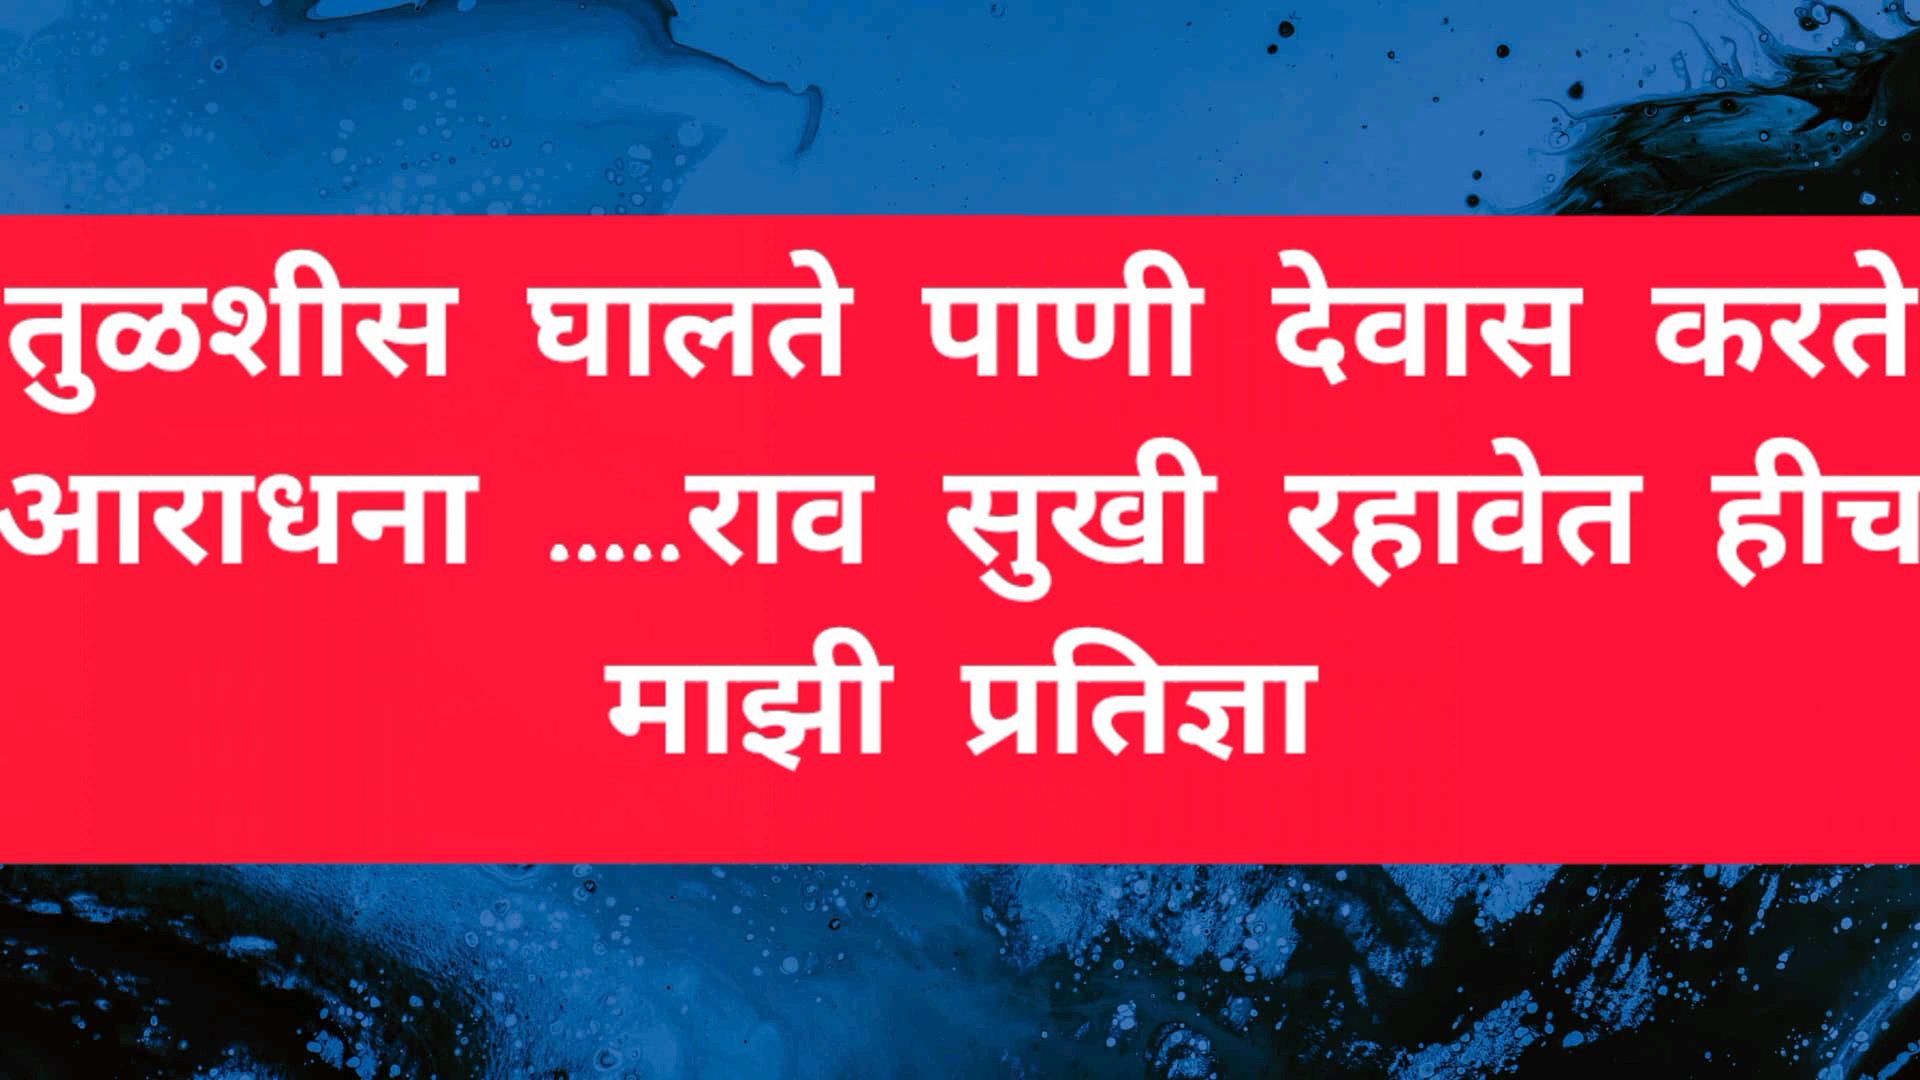 तुळशीस घालते पाणी देवास करते
आराधना .....राव सुखी रहावेत हीच
माझी प्रतिज्ञा